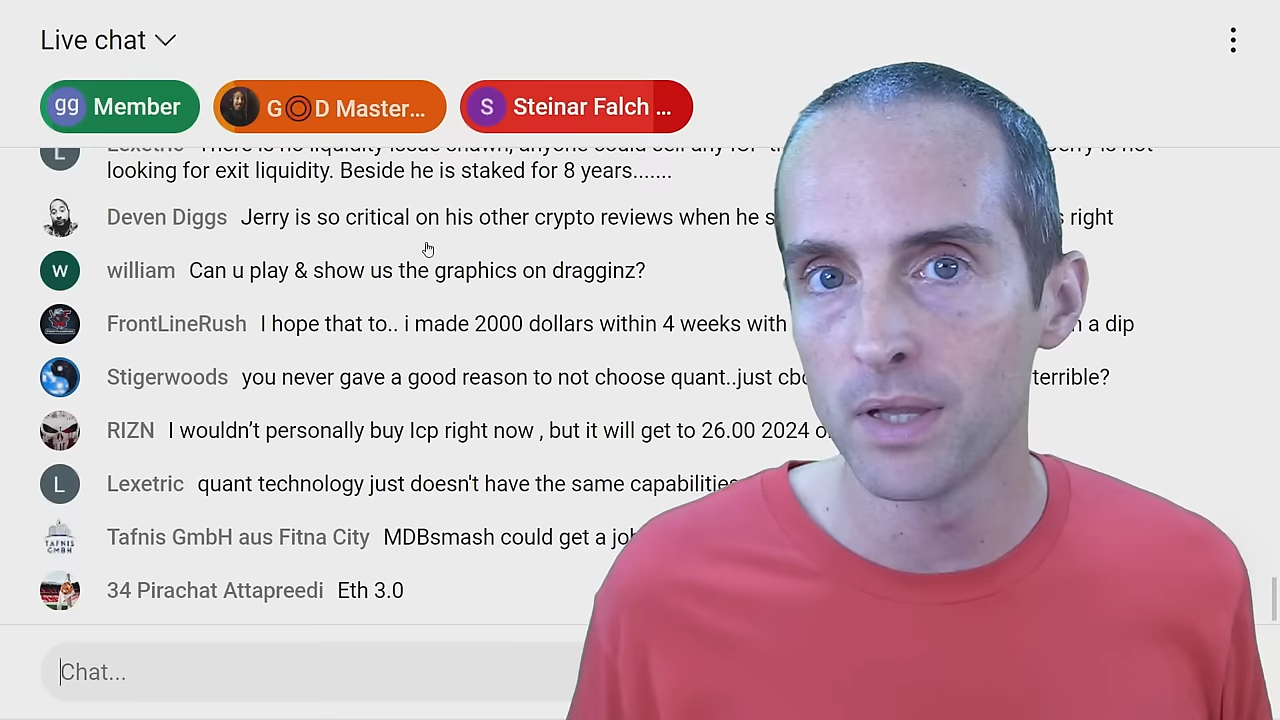 Live chat
gg Member
G D Master...
S Steinar Falch ...
L Lexetric
looking for exit liquidity. Beside he is staked for 8 years.......
Deven Diggs Jerry is so critical on his other crypto reviews when he s right
w william Can u play & show us the graphics on dragginz?
FrontLineRush I hope that to.. i made 2000 dollars within 4 weeks with a dip
Stigerwoods you never gave a good reason to not choose quant..just terrible?
RIZN I wouldn't personally buy Icp right now , but it will get to 26.00 2024
L Lexetric quant technology just doesn't have the same capabilities
TAFNIS GMBH Tafnis GmbH aus Fitna City MDBsmash could get a
34 Pirachat Attapreedi Eth 3.0
Chat...